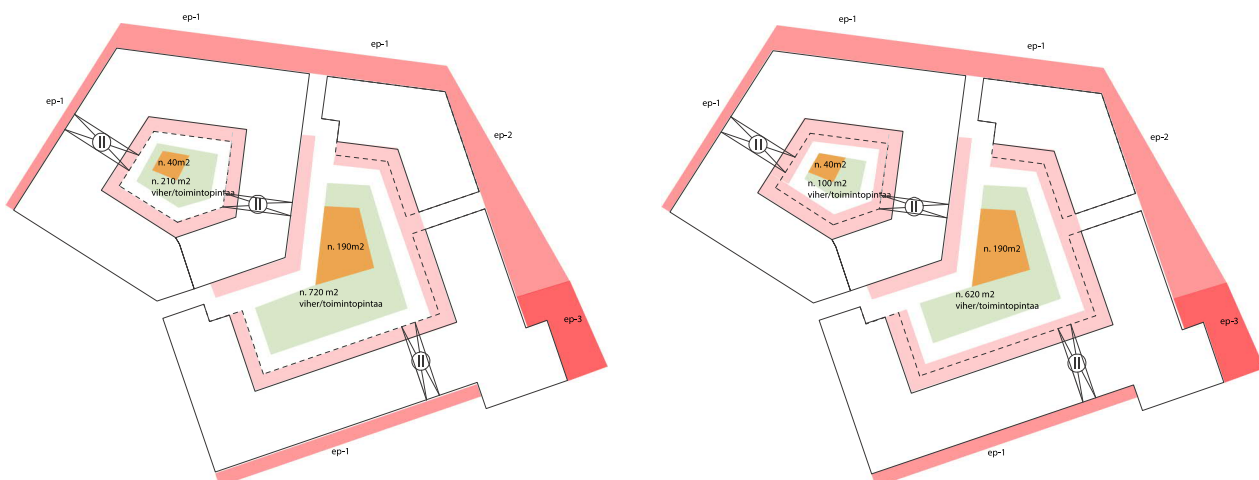 ep-1
ep-1
ep-1
ep-2
II
n. 40m2
n. 210 m2
viher/toimintopintaa
II
n. 190m2
n. 720 m2
viher/toimintopintaa
ep-3
II
ep-1
ep-1
ep-1
ep-1
ep-2
II
n. 40m2
n. 100 m2
viher/toimintopintaa
II
n. 190m2
n. 620 m2
viher/toimintopintaa
ep-3
II
ep-1